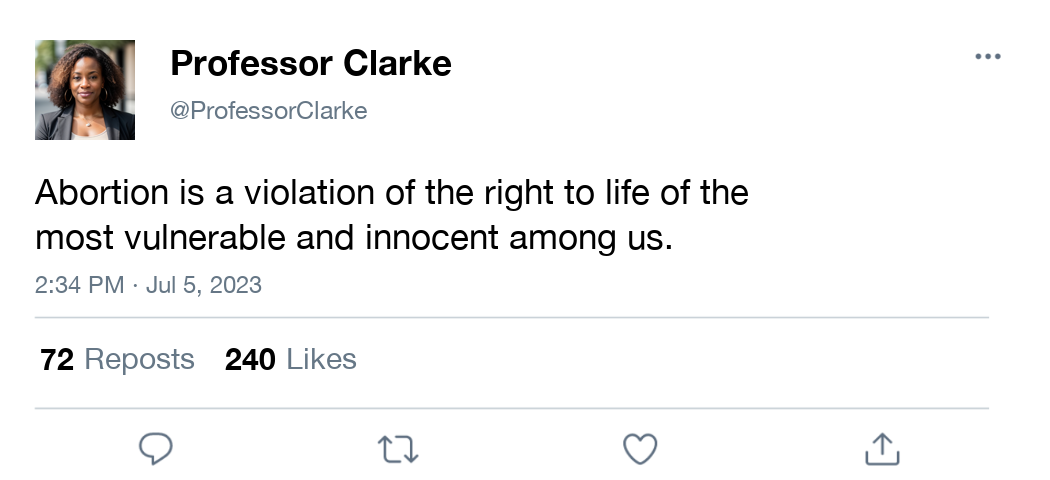 Professor Clarke
@ProfessorClarke
Abortion is a violation of the right to life of the
most vulnerable and innocent among us.
2:34 PM · Jul 5, 2023
72 Reposts 240 Likes